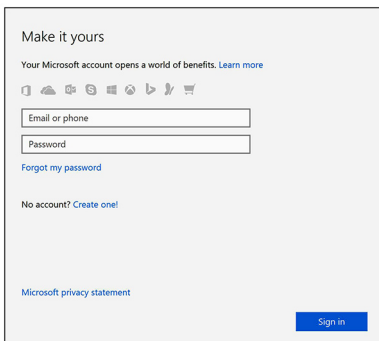 Make it yours
Your Microsoft account opens a world of benefits. Learn more
Email or phone
Password
Forgot my password
No account? Create one!
Microsoft privacy statement
Sign in